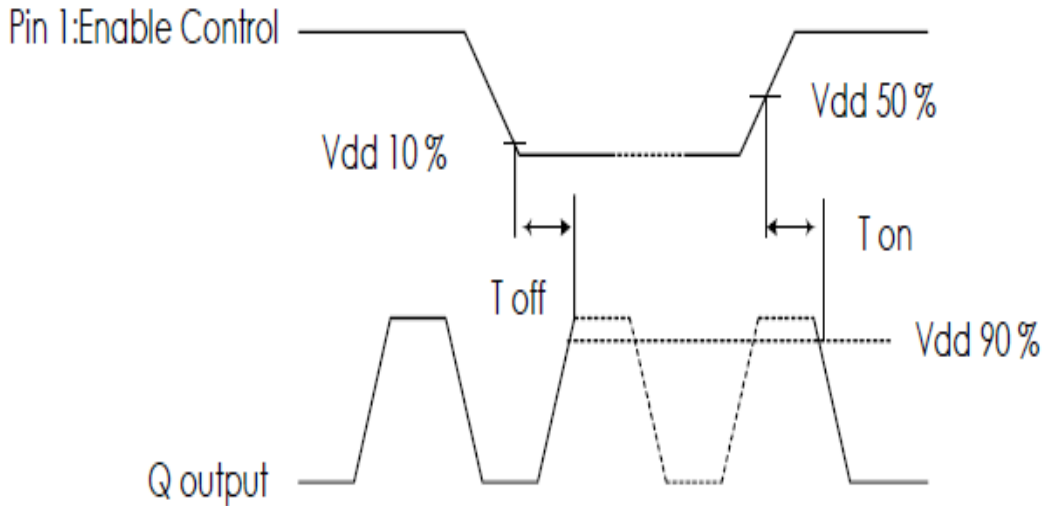 Pin 1:Enable Control
Vdd 50 %
Vdd 10 %
T on
T off
Vdd 90 %
Q output